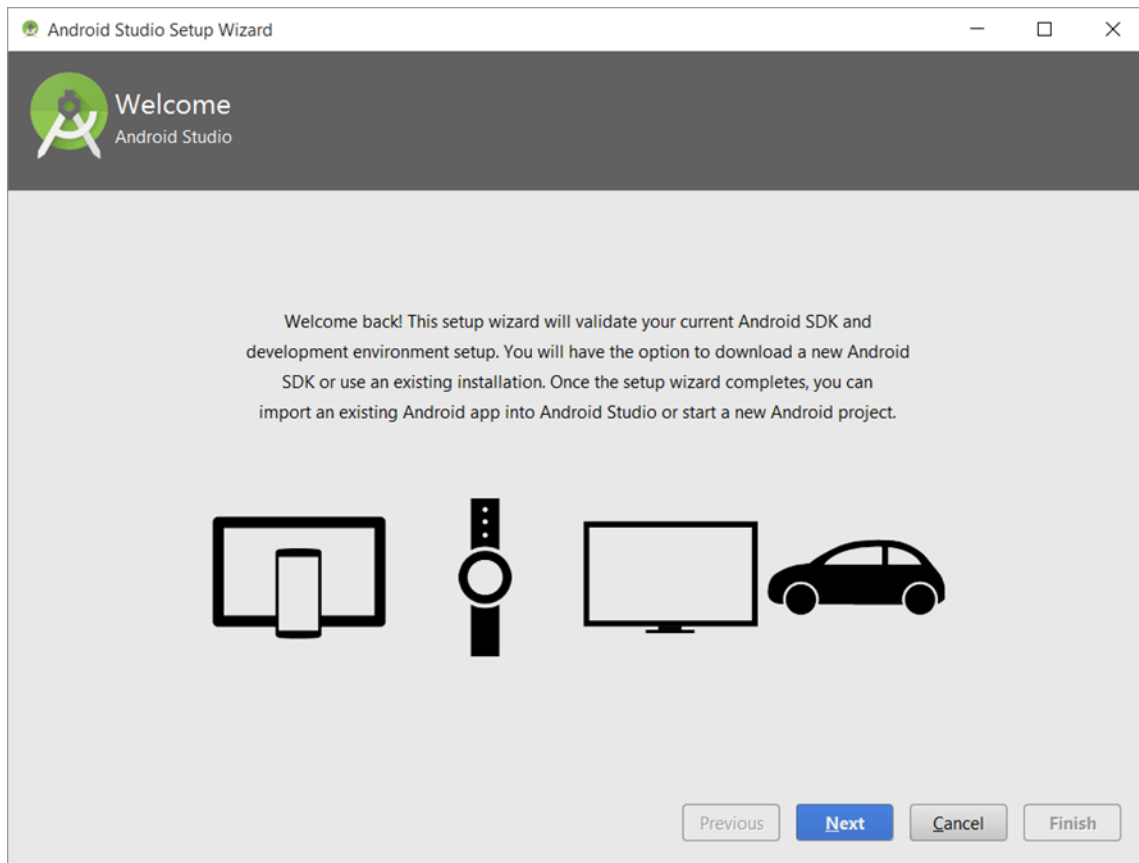 Android Studio Setup Wizard
Welcome
Android Studio
Welcome back! This setup wizard will validate your current Android SDK and
development environment setup. You will have the option to download a new Android
SDK or use an existing installation. Once the setup wizard completes, you can
import an existing Android app into Android Studio or start a new Android project.
Previous Next Cancel Finish